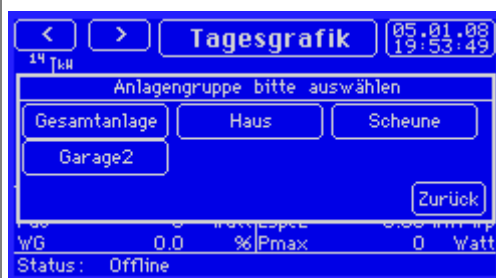 < > Tagesgrafik 05.01.08
19:53:49
14 kW
Anlagengruppe bitte auswählen
Gesamtanlage Haus Scheune
Garage2
Zurück
WG 0.0 % Pmax 0 Watt
Status: Offline